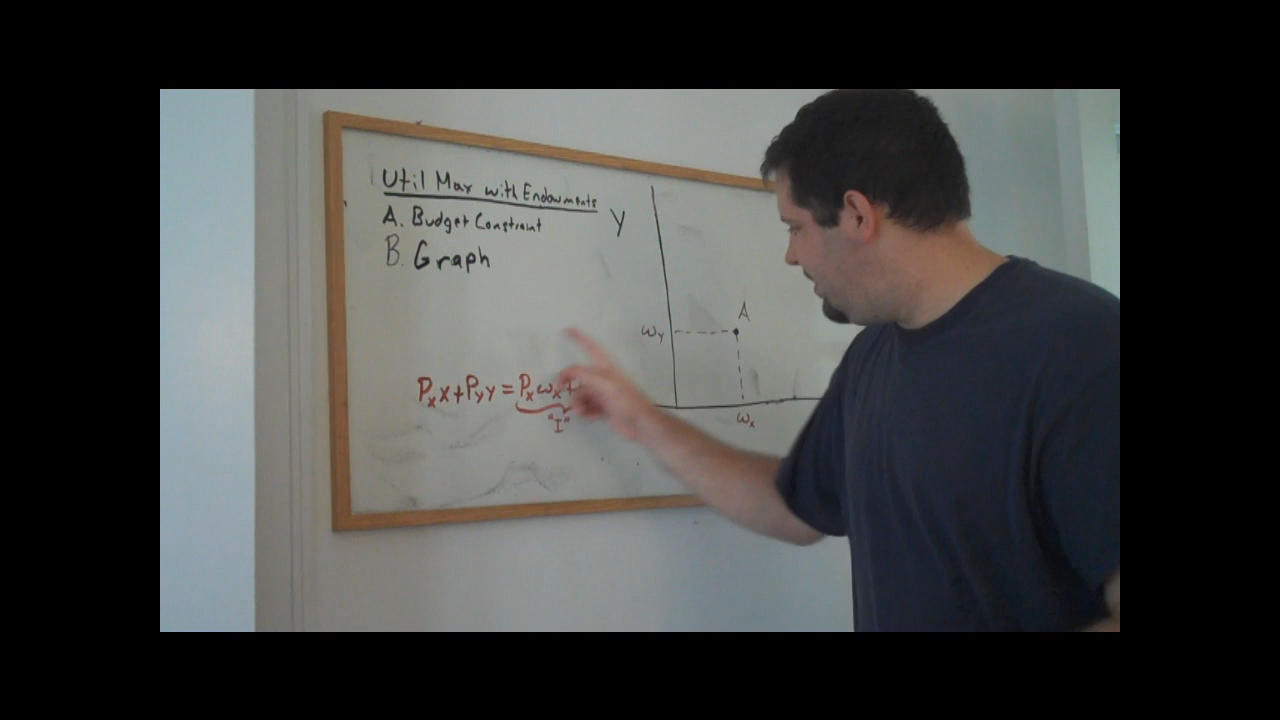 Util Max with Endowments
A. Budget Constraint
B. Graph
Y
A
ωY
PxX+PYY = Pxωx+
"I"
ωx